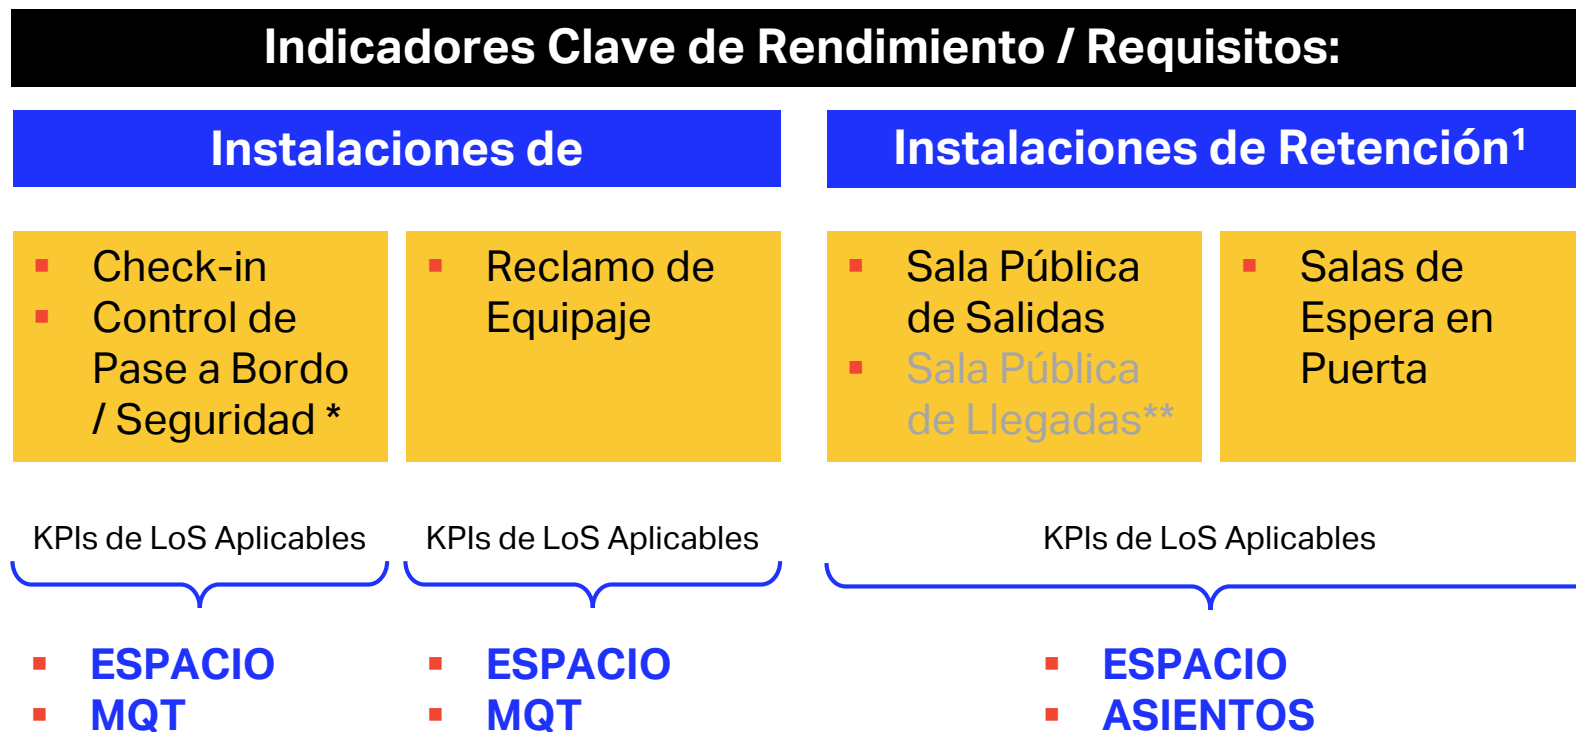 Indicadores Clave de Rendimiento / Requisitos:
Instalaciones de
Instalaciones de Retención¹
▪ Check-in
▪ Control de
Pase a Bordo
/ Seguridad *
▪ Reclamo de
Equipaje
▪ Sala Pública
de Salidas
▪ Sala Pública
de Llegadas**
▪ Salas de
Espera en
Puerta
KPIs de LoS Aplicables
KPIs de LoS Aplicables
KPIs de LoS Aplicables
▪ ESPACIO
▪ MQT
▪ ESPACIO
▪ MQT
▪ ESPACIO
▪ ASIENTOS